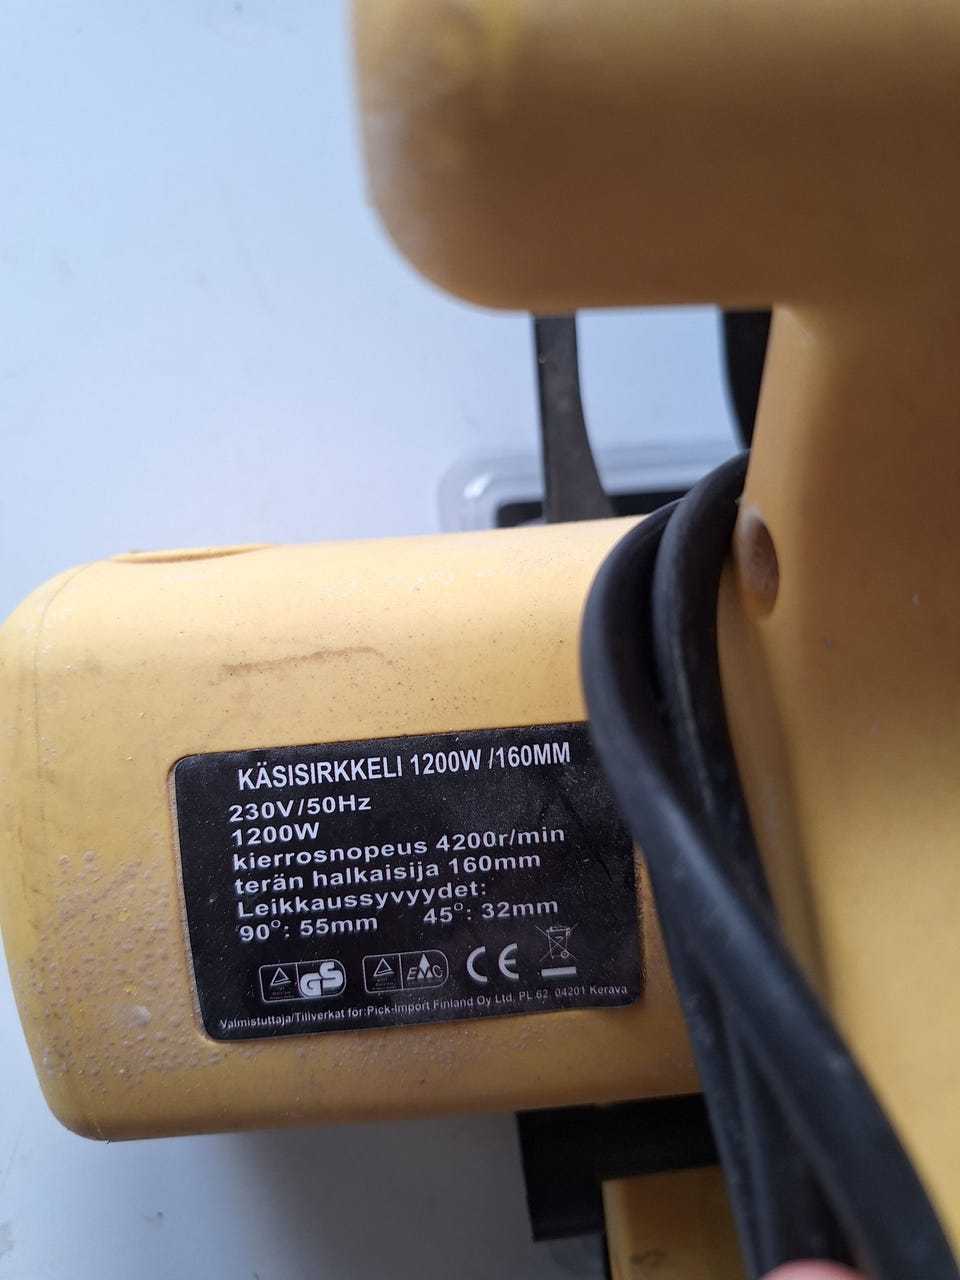 KÄSISIRKKELI 1200W /160MM
230V/50Hz
1200W
kierrosnopeus 4200r/min
terän halkaisija 160mm
Leikkaussyvyydet:
90°: 55mm 45°: 32mm
GS EMC CE
Valmistuttaja/Tillverkat för:Pick-Import Finland Oy Ltd. PL 62, 04201 Kerava